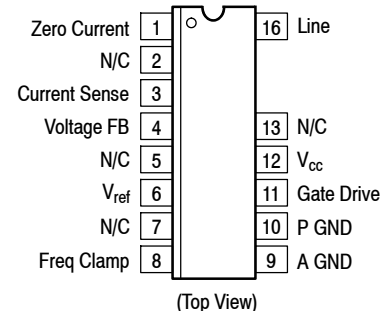 Zero Current 1 16 Line
N/C 2
Current Sense 3
Voltage FB 4 13 N/C
N/C 5 12 Vcc
Vref 6 11 Gate Drive
N/C 7 10 P GND
Freq Clamp 8 9 A GND
(Top View)